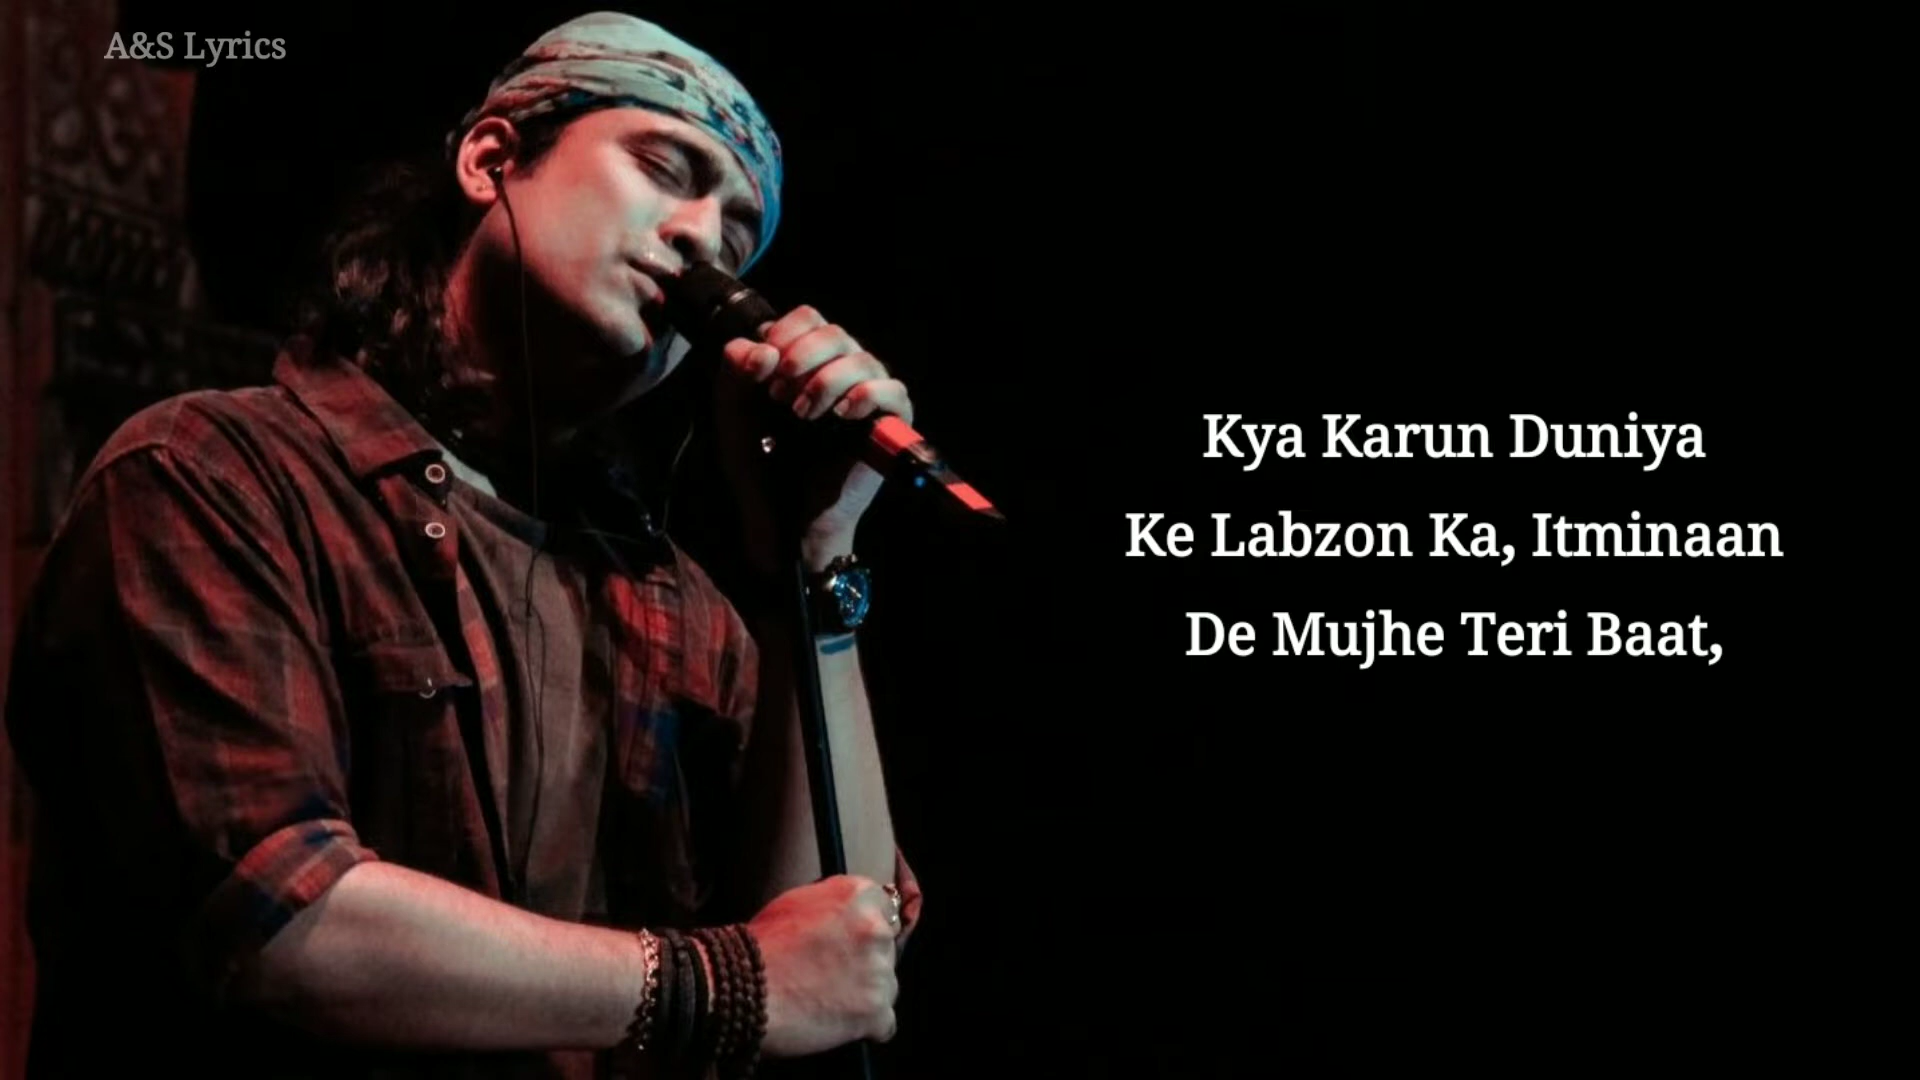 A&S Lyrics
Kya Karun Duniya
Ke Labzon Ka, Itminaan
De Mujhe Teri Baat,